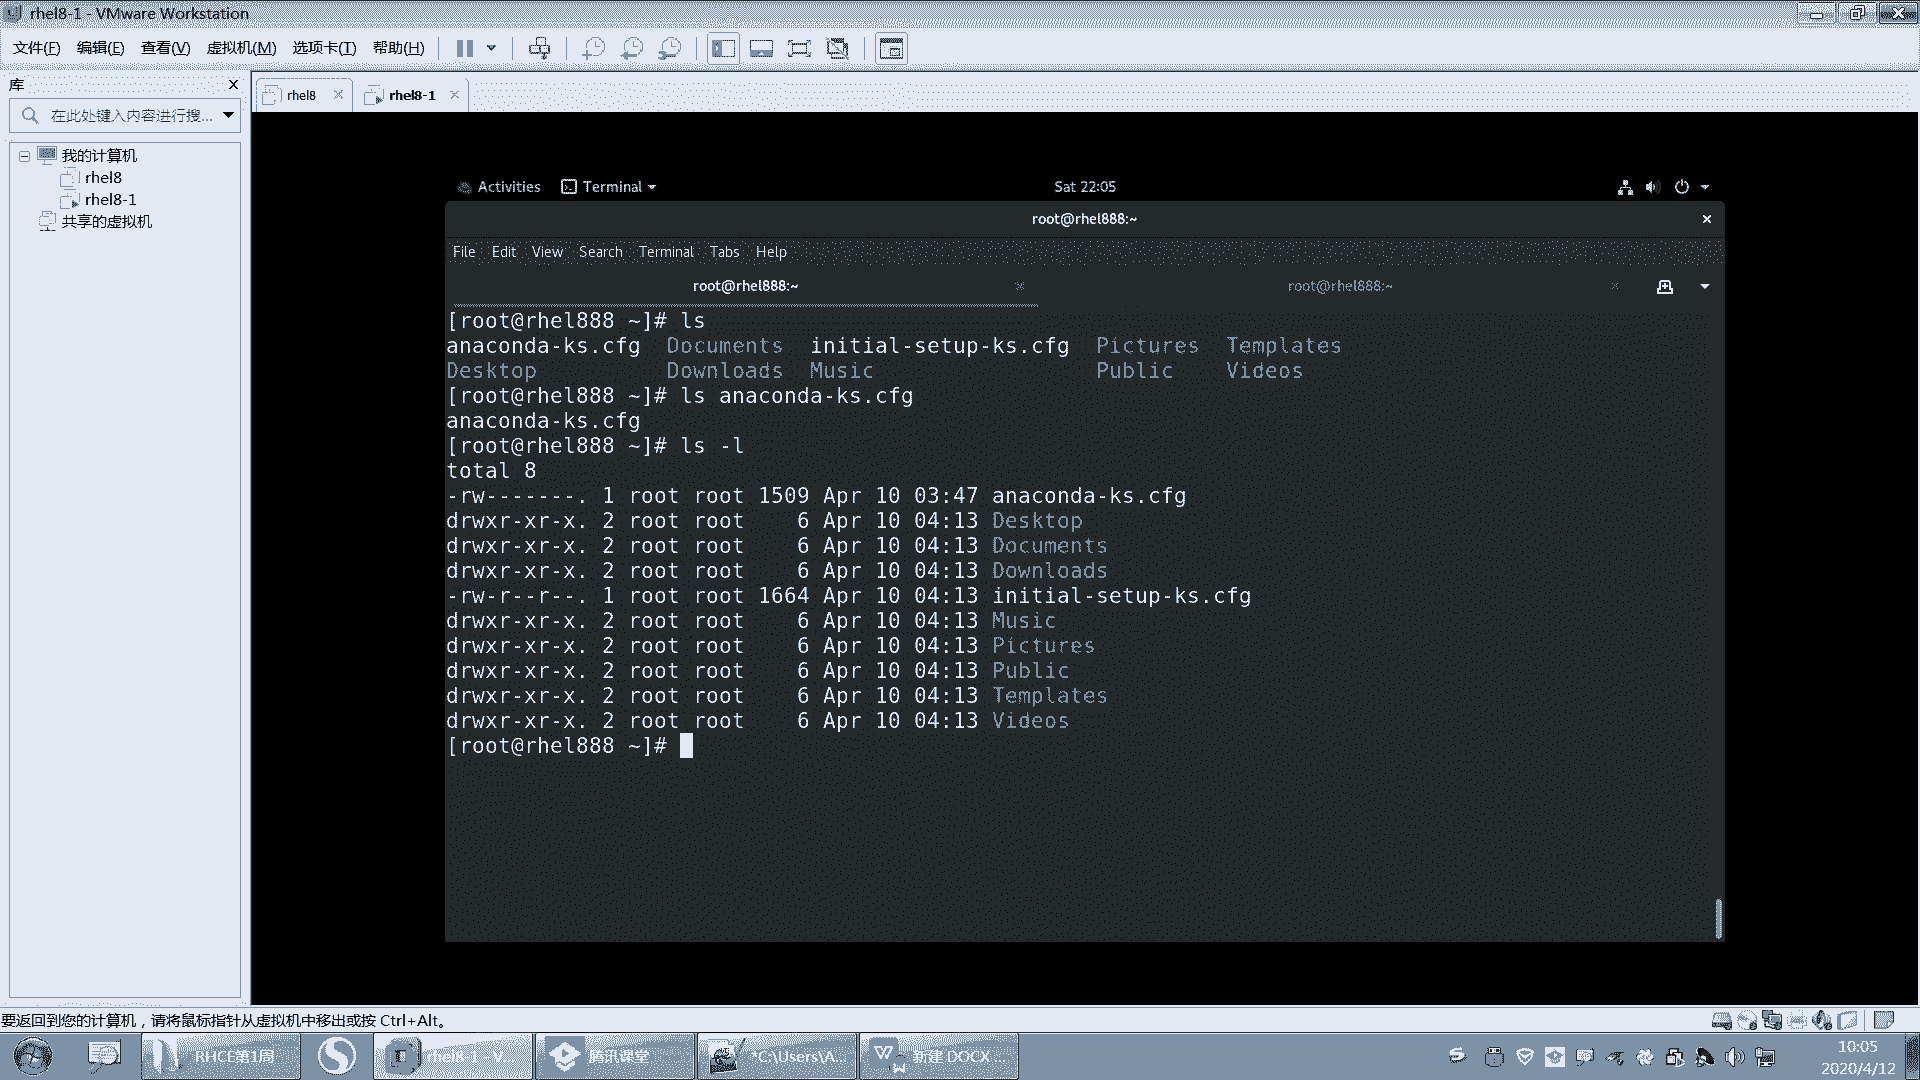 rhel8-1 - VMware Workstation
文件(F) 编辑(E) 查看(V) 虚拟机(M) 选项卡(T) 帮助(H)
库
在此处键入内容进行搜...
我的计算机
rhel8
rhel8-1
共享的虚拟机
rhel8 rhel8-1
Activities Terminal Sat 22:05
root@rhel888:~
File Edit View Search Terminal Tabs Help
root@rhel888:~ root@rhel888:~
[root@rhel888 ~]# ls
anaconda-ks.cfg Documents initial-setup-ks.cfg Pictures Templates
Desktop Downloads Music Public Videos
[root@rhel888 ~]# ls anaconda-ks.cfg
anaconda-ks.cfg
[root@rhel888 ~]# ls -l
total 8
-rw-------. 1 root root 1509 Apr 10 03:47 anaconda-ks.cfg
drwxr-xr-x. 2 root root 6 Apr 10 04:13 Desktop
drwxr-xr-x. 2 root root 6 Apr 10 04:13 Documents
drwxr-xr-x. 2 root root 6 Apr 10 04:13 Downloads
-rw-r--r--. 1 root root 1664 Apr 10 04:13 initial-setup-ks.cfg
drwxr-xr-x. 2 root root 6 Apr 10 04:13 Music
drwxr-xr-x. 2 root root 6 Apr 10 04:13 Pictures
drwxr-xr-x. 2 root root 6 Apr 10 04:13 Public
drwxr-xr-x. 2 root root 6 Apr 10 04:13 Templates
drwxr-xr-x. 2 root root 6 Apr 10 04:13 Videos
[root@rhel888 ~]#
要返回到您的计算机，请将鼠标指针从虚拟机中移出或按 Ctrl+Alt。
RHCE第1周 rhel8-1 - V... 腾讯课堂 *C:\Users\A... 新建 DOCX ...
10:05
2020/4/12